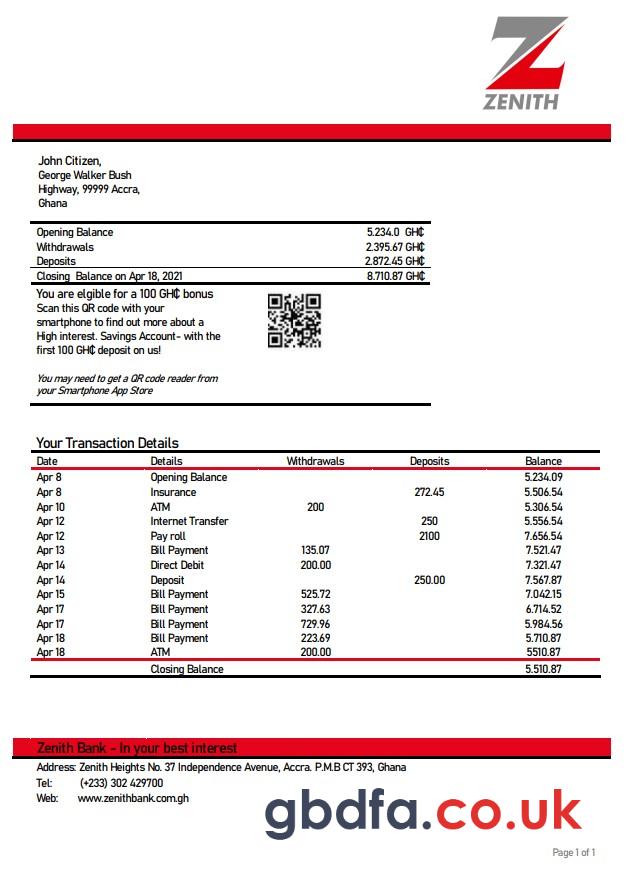 ZENITH
John Citizen,
George Walker Bush
Highway, 99999 Accra,
Ghana
Opening Balance 5.234.0 GH₵
Withdrawals 2.395.67 GH₵
Deposits 2.872.45 GH₵
Closing Balance on Apr 18, 2021 8.710.87 GH₵
You are elgible for a 100 GH₵ bonus
Scan this QR code with your
smartphone to find out more about a
High interest. Savings Account- with the
first 100 GH₵ deposit on us!
You may need to get a QR code reader from
your Smartphone App Store
Your Transaction Details
Date Details Withdrawals Deposits Balance
Apr 8 Opening Balance 5.234.09
Apr 8 Insurance 272.45 5.506.54
Apr 10 ATM 200 5.306.54
Apr 12 Internet Transfer 250 5.556.54
Apr 12 Pay roll 2100 7.656.54
Apr 13 Bill Payment 135.07 7.521.47
Apr 14 Direct Debit 200.00 7.321.47
Apr 14 Deposit 250.00 7.567.87
Apr 15 Bill Payment 525.72 7.042.15
Apr 17 Bill Payment 327.63 6.714.52
Apr 17 Bill Payment 729.96 5.984.56
Apr 18 Bill Payment 223.69 5.710.87
Apr 18 ATM 200.00 5510.87
Closing Balance 5.510.87
Zenith Bank - In your best interest
Address: Zenith Heights No. 37 Independence Avenue, Accra. P.M.B CT 393, Ghana
Tel: (+233) 302 429700
Web: www.zenithbank.com.gh
gbdfa.co.uk
Page 1 of 1